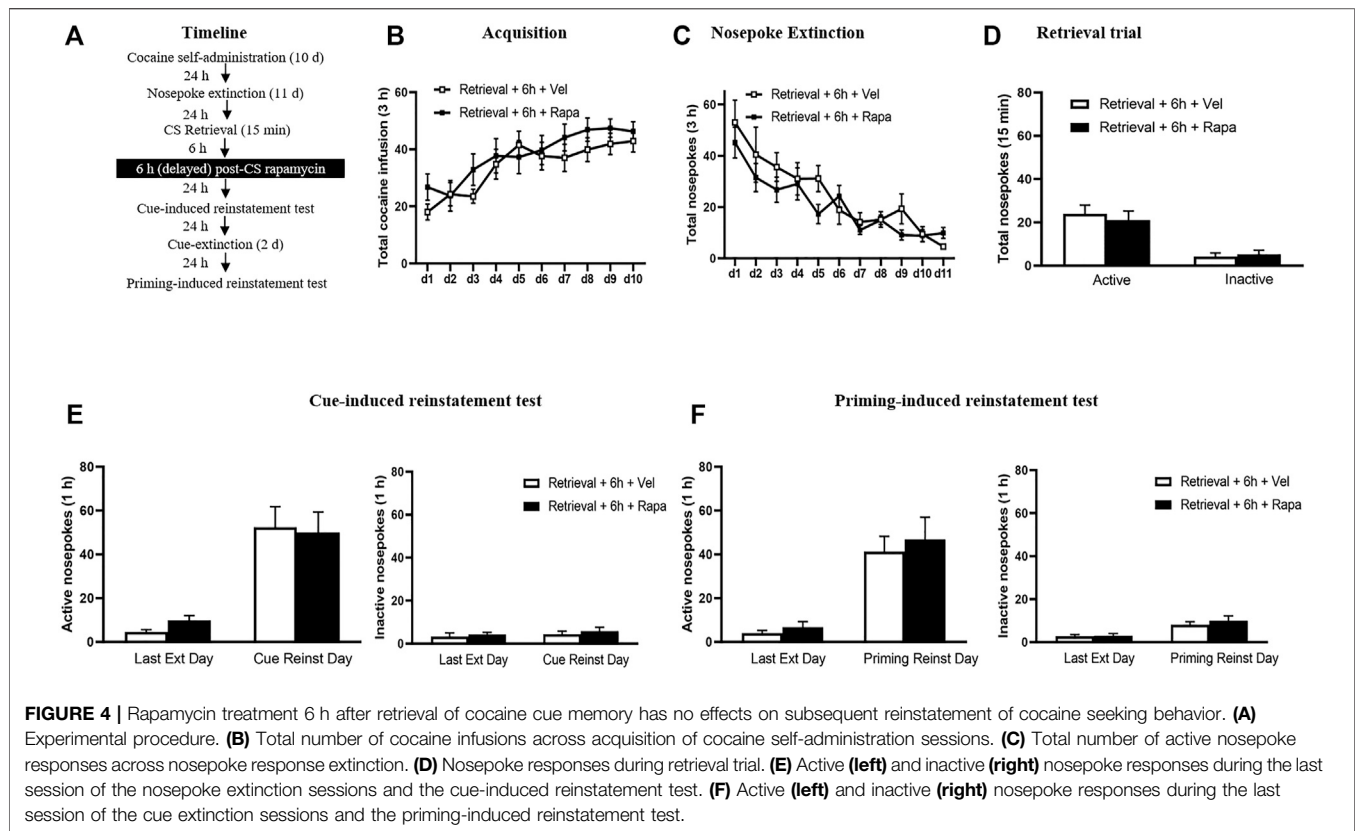 A
Timeline
Cocaine self-administration (10 d)
24 h
Nosepoke extinction (11 d)
24 h
CS Retrieval (15 min)
6 h
6 h (delayed) post-CS rapamycin
24 h
Cue-induced reinstatement test
24 h
Cue-extinction (2 d)
24 h
Priming-induced reinstatement test
B
Acquisition
Retrieval + 6h + Vel
Retrieval + 6h + Rapa
Total cocaine infusion (3 h)
60
40
20
0
d1 d2 d3 d4 d5 d6 d7 d8 d9 d10
C
Nosepoke Extinction
Retrieval + 6h + Vel
Retrieval + 6h + Rapa
Total nosepokes (3 h)
60
40
20
0
d1 d2 d3 d4 d5 d6 d7 d8 d9 d10 d11
D
Retrieval trial
Retrieval + 6h + Vel
Retrieval + 6h + Rapa
Total nosepokes (15 min)
80
60
40
20
0
Active Inactive
E
Cue-induced reinstatement test
Active nosepokes (1 h)
80
60
40
20
0
Last Ext Day Cue Reinst Day
Retrieval + 6h + Vel
Retrieval + 6h + Rapa
Inactive nosepokes (1 h)
80
60
40
20
0
Last Ext Day Cue Reinst Day
F
Priming-induced reinstatement test
Active nosepokes (1 h)
80
60
40
20
0
Last Ext Day Priming Reinst Day
Retrieval + 6h + Vel
Retrieval + 6h + Rapa
Inactive nosepokes (1 h)
80
60
40
20
0
Last Ext Day Priming Reinst Day
FIGURE 4 | Rapamycin treatment 6 h after retrieval of cocaine cue memory has no effects on subsequent reinstatement of cocaine seeking behavior. (A)
Experimental procedure. (B) Total number of cocaine infusions across acquisition of cocaine self-administration sessions. (C) Total number of active nosepoke
responses across nosepoke response extinction. (D) Nosepoke responses during retrieval trial. (E) Active (left) and inactive (right) nosepoke responses during the last
session of the nosepoke extinction sessions and the cue-induced reinstatement test. (F) Active (left) and inactive (right) nosepoke responses during the last
session of the cue extinction sessions and the priming-induced reinstatement test.